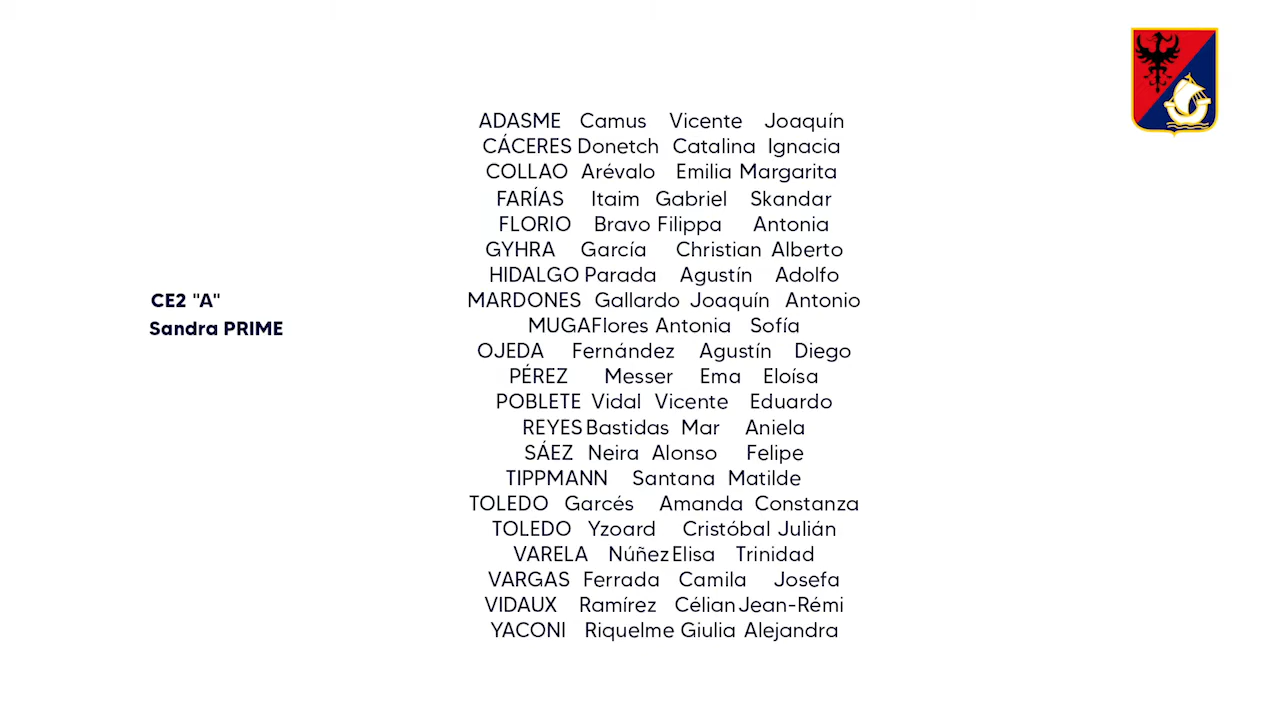 CE2 "A"
Sandra PRIME
ADASME Camus Vicente Joaquín
CÁCERES Donetch Catalina Ignacia
COLLAO Arévalo Emilia Margarita
FARÍAS Itaim Gabriel Skandar
FLORIO Bravo Filippa Antonia
GYHRA García Christian Alberto
HIDALGO Parada Agustín Adolfo
MARDONES Gallardo Joaquín Antonio
MUGAFlores Antonia Sofía
OJEDA Fernández Agustín Diego
PÉREZ Messer Ema Eloísa
POBLETE Vidal Vicente Eduardo
REYES Bastidas Mar Aniela
SÁEZ Neira Alonso Felipe
TIPPMANN Santana Matilde
TOLEDO Garcés Amanda Constanza
TOLEDO Yzoard Cristóbal Julián
VARELA Núñez Elisa Trinidad
VARGAS Ferrada Camila Josefa
VIDAUX Ramírez Célian Jean-Rémi
YACONI Riquelme Giulia Alejandra